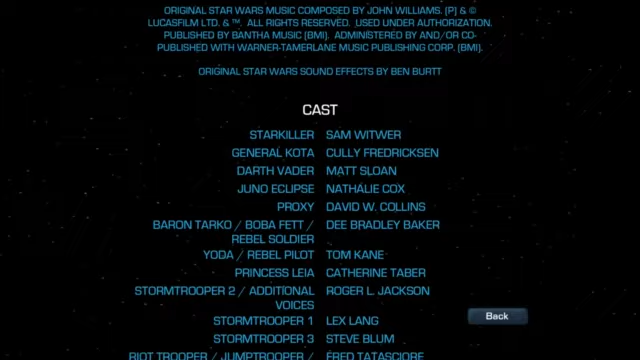 ORIGINAL STAR WARS MUSIC COMPOSED BY JOHN WILLIAMS. (P) & ©
LUCASFILM LTD. & ™. ALL RIGHTS RESERVED. USED UNDER AUTHORIZATION.
PUBLISHED BY BANTHA MUSIC (BMI). ADMINISTERED BY AND/OR CO-
PUBLISHED WITH WARNER-TAMERLANE MUSIC PUBLISHING CORP. (BMI).
ORIGINAL STAR WARS SOUND EFFECTS BY BEN BURTT
CAST
STARKILLER SAM WITWER
GENERAL KOTA CULLY FREDRICKSEN
DARTH VADER MATT SLOAN
JUNO ECLIPSE NATHALIE COX
PROXY DAVID W. COLLINS
BARON TARKO / BOBA FETT / DEE BRADLEY BAKER
REBEL SOLDIER
YODA / REBEL PILOT TOM KANE
PRINCESS LEIA CATHERINE TABER
STORMTROOPER 2 / ADDITIONAL ROGER L. JACKSON
VOICES
Back
STORMTROOPER 1 LEX LANG
STORMTROOPER 3 STEVE BLUM
RIOT TROOPER / JUMPTROOPER / FRED TATASCIORE